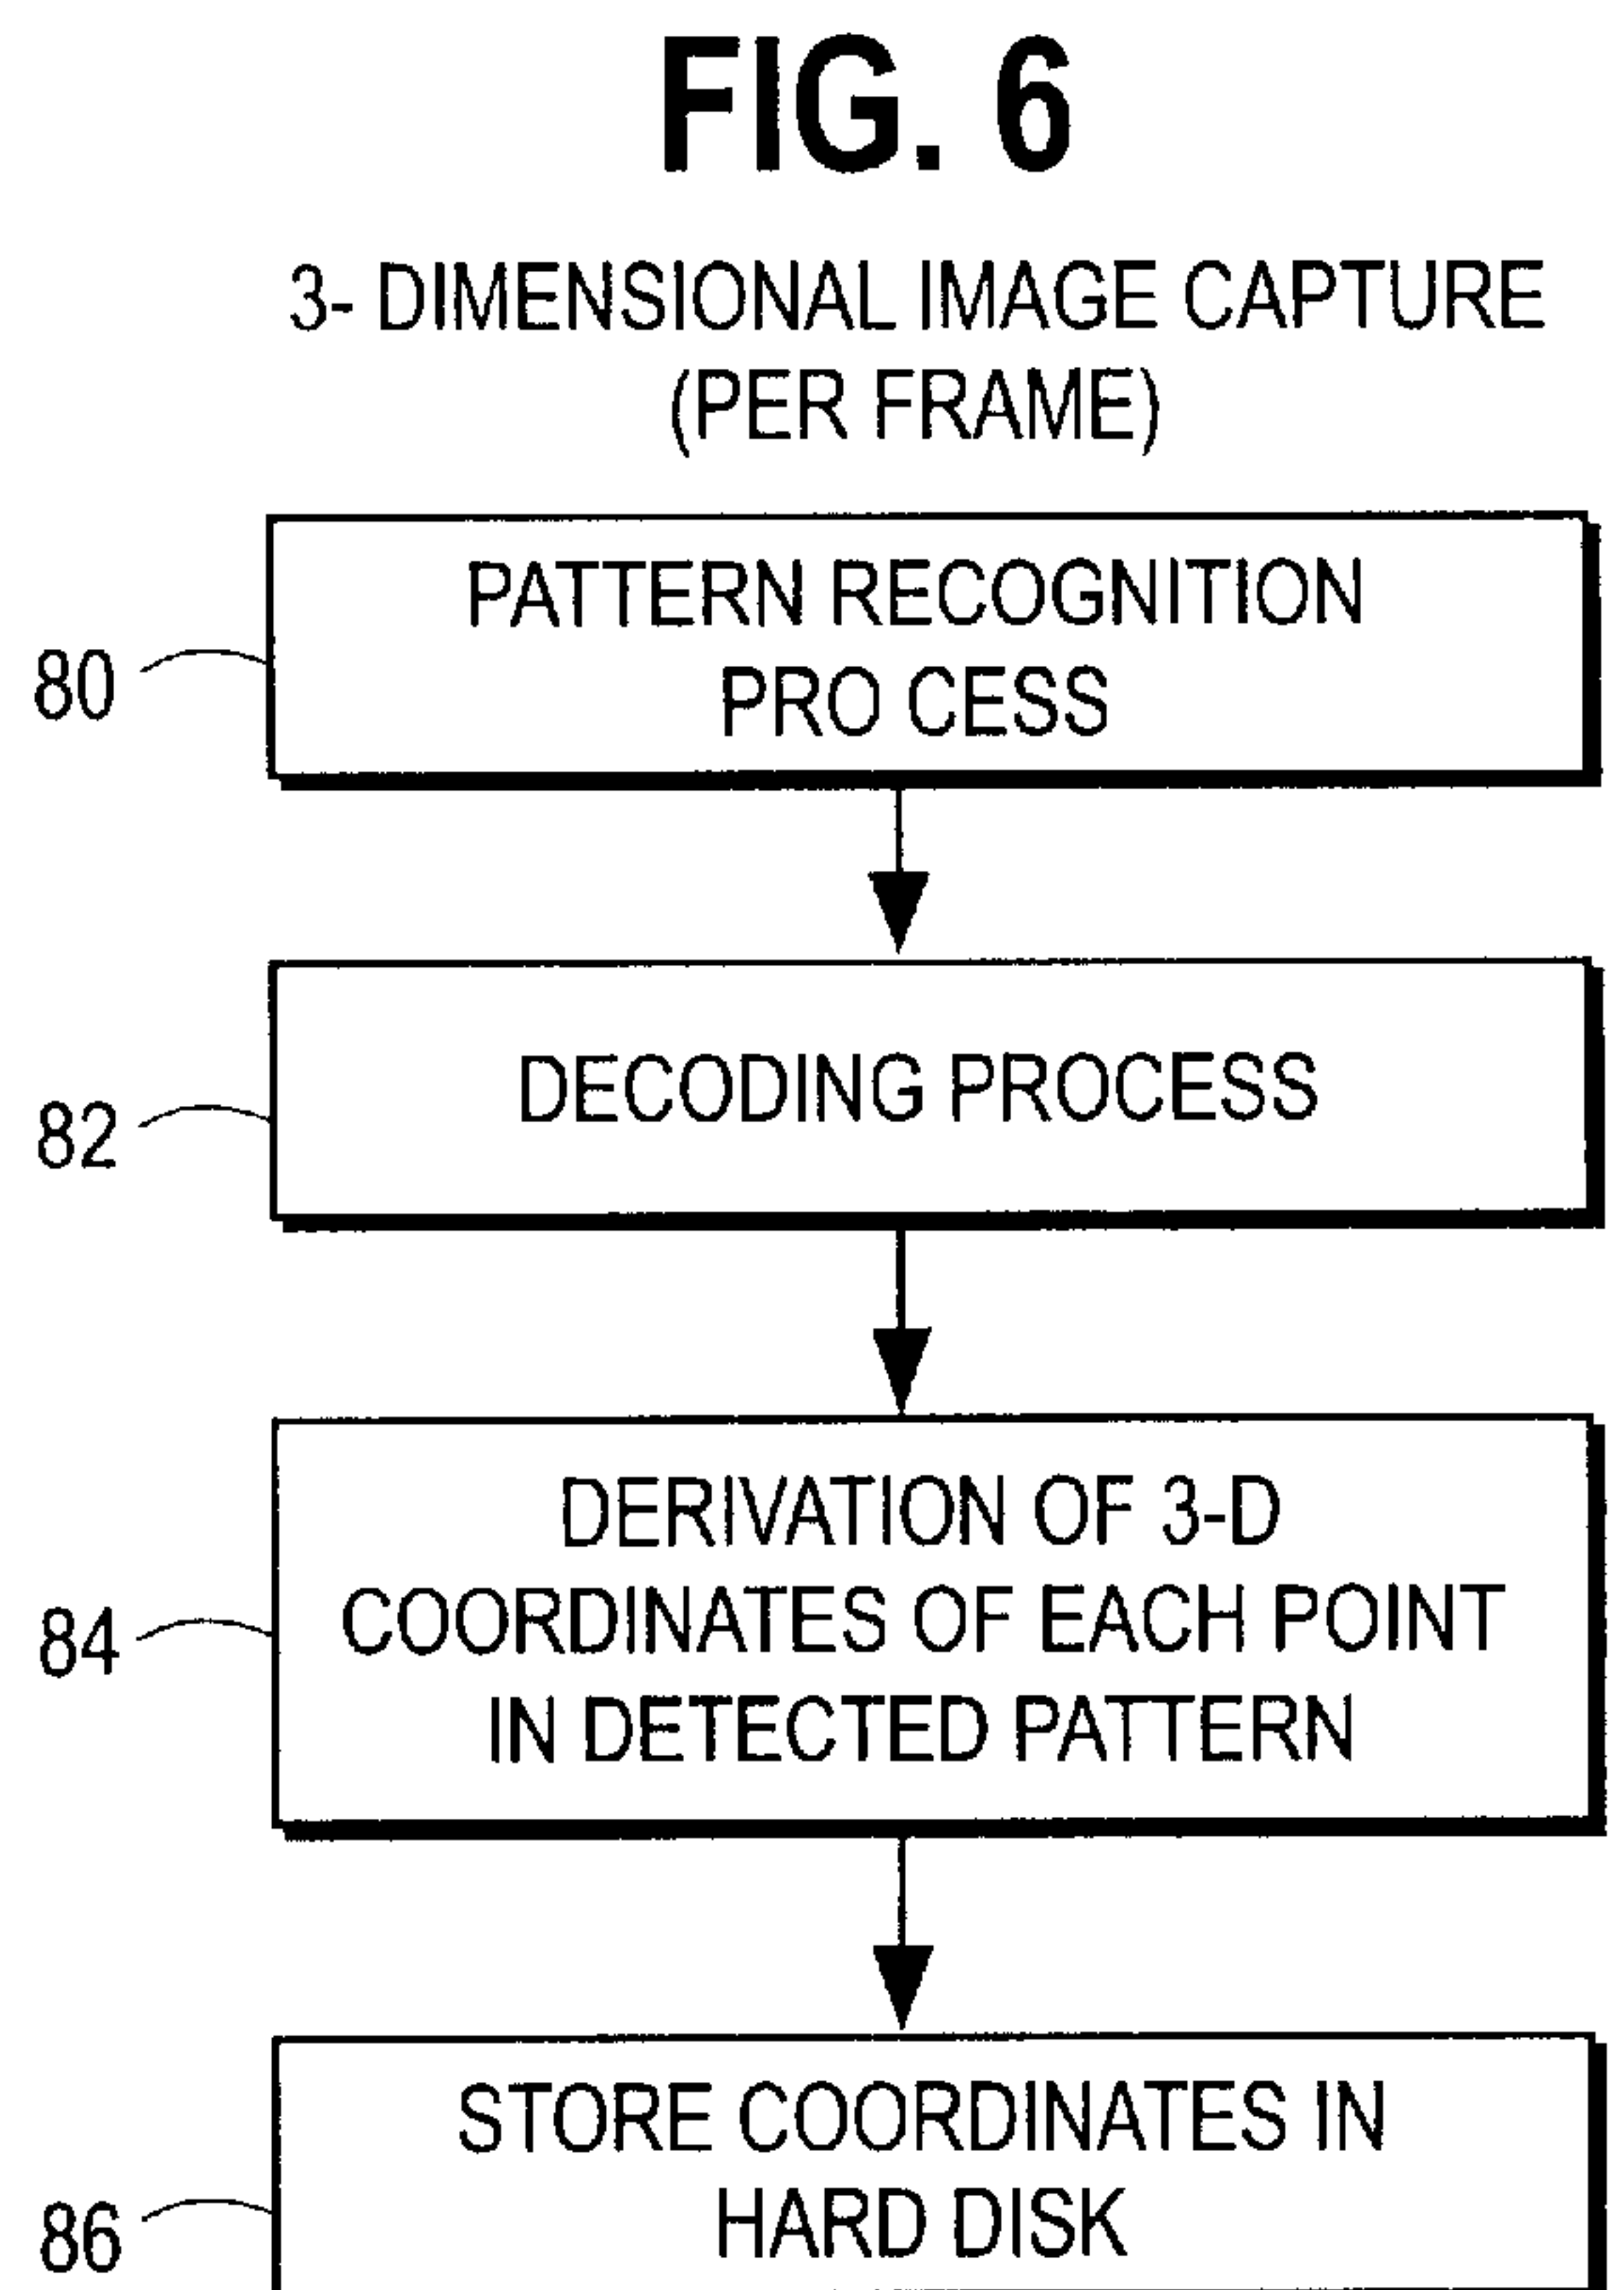 FIG. 6
3- DIMENSIONAL IMAGE CAPTURE
(PER FRAME)
PATTERN RECOGNITION
PRO CESS
80
DECODING PROCESS
82
DERIVATION OF 3-D
COORDINATES OF EACH POINT
IN DETECTED PATTERN
84
STORE COORDINATES IN
HARD DISK
86